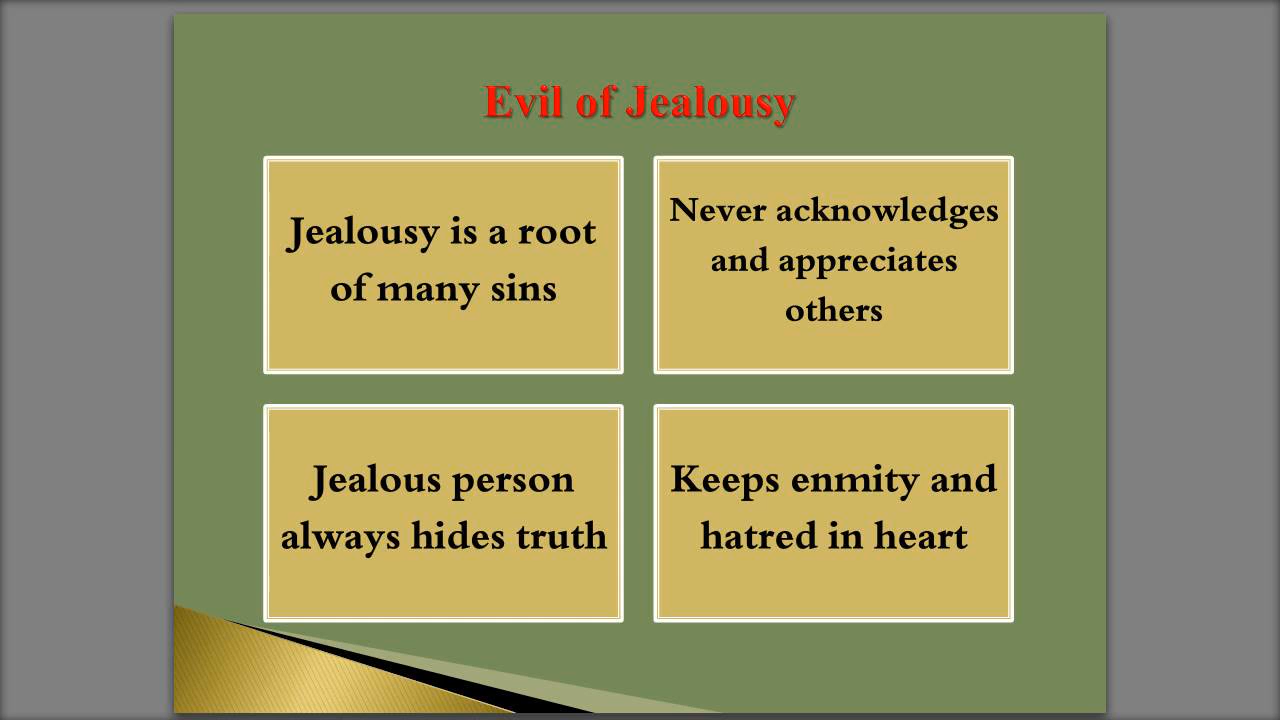 Evil of Jealousy
Jealousy is a root
of many sins
Never acknowledges
and appreciates
others
Jealous person
always hides truth
Keeps enmity and
hatred in heart